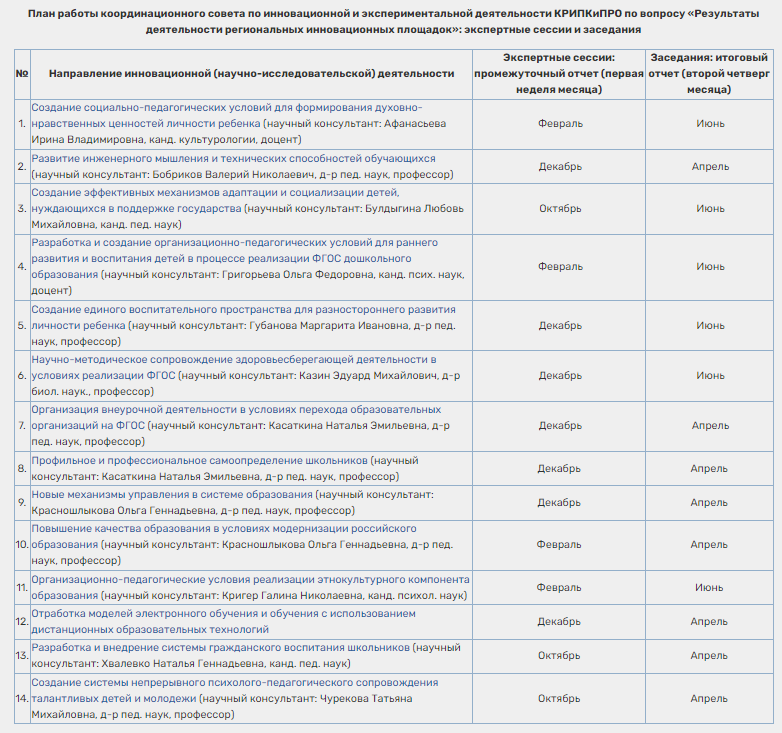 План работы координационного совета по инновационной и экспериментальной деятельности КРИПКиПРО по вопросу «Результаты
деятельности региональных инновационных площадок»: экспертные сессии и заседания
№ Направление инновационной (научно-исследовательской) деятельности
Экспертные сессии:
промежуточный отчет (первая
неделя месяца)
Заседания: итоговый
отчет (второй четверг
месяца)
1. Создание социально-педагогических условий для формирования духовно-
нравственных ценностей личности ребенка (научный консультант: Афанасьева
Ирина Владимировна, канд. культурологии, доцент)
Февраль
Июнь
2. Развитие инженерного мышления и технических способностей обучающихся
(научный консультант: Бобриков Валерий Николаевич, д-р пед. наук, профессор)
Декабрь
Апрель
3. Создание эффективных механизмов адаптации и социализации детей,
нуждающихся в поддержке государства (научный консультант: Булдыгина Любовь
Михайловна, канд. пед. наук)
Октябрь
Июнь
4. Разработка и создание организационно-педагогических условий для раннего
развития и воспитания детей в процессе реализации ФГОС дошкольного
образования (научный консультант: Григорьева Ольга Федоровна, канд. псих. наук,
доцент)
Февраль
Июнь
5. Создание единого воспитательного пространства для разностороннего развития
личности ребенка (научный консультант: Губанова Маргарита Ивановна, д-р пед.
наук, профессор)
Декабрь
Июнь
6. Научно-методическое сопровождение здоровьесберегающей деятельности в
условиях реализации ФГОС (научный консультант: Казин Эдуард Михайлович, д-р
биол. наук., профессор)
Декабрь
Июнь
7. Организация внеурочной деятельности в условиях перехода образовательных
организаций на ФГОС (научный консультант: Касаткина Наталья Эмильевна, д-р
пед. наук, профессор)
Декабрь
Апрель
8. Профильное и профессиональное самоопределение школьников (научный
консультант: Касаткина Наталья Эмильевна, д-р пед. наук, профессор)
Декабрь
Апрель
9. Новые механизмы управления в системе образования (научный консультант:
Красношлыкова Ольга Геннадьевна, д-р пед. наук, профессор)
Декабрь
Апрель
10. Повышение качества образования в условиях модернизации российского
образования (научный консультант: Красношлыкова Ольга Геннадьевна, д-р пед.
наук, профессор)
Февраль
Апрель
11. Организационно-педагогические условия реализации этнокультурного компонента
образования (научный консультант: Кригер Галина Николаевна, канд. психол. наук)
Февраль
Июнь
12. Отработка моделей электронного обучения и обучения с использованием
дистанционных образовательных технологий
Декабрь
Апрель
13. Разработка и внедрение системы гражданского воспитания школьников (научный
консультант: Хвалевко Наталья Геннадьевна, канд. пед. наук)
Октябрь
Апрель
14. Создание системы непрерывного психолого-педагогического сопровождения
талантливых детей и молодежи (научный консультант: Чурекова Татьяна
Михайловна, д-р пед. наук, профессор)
Октябрь
Апрель